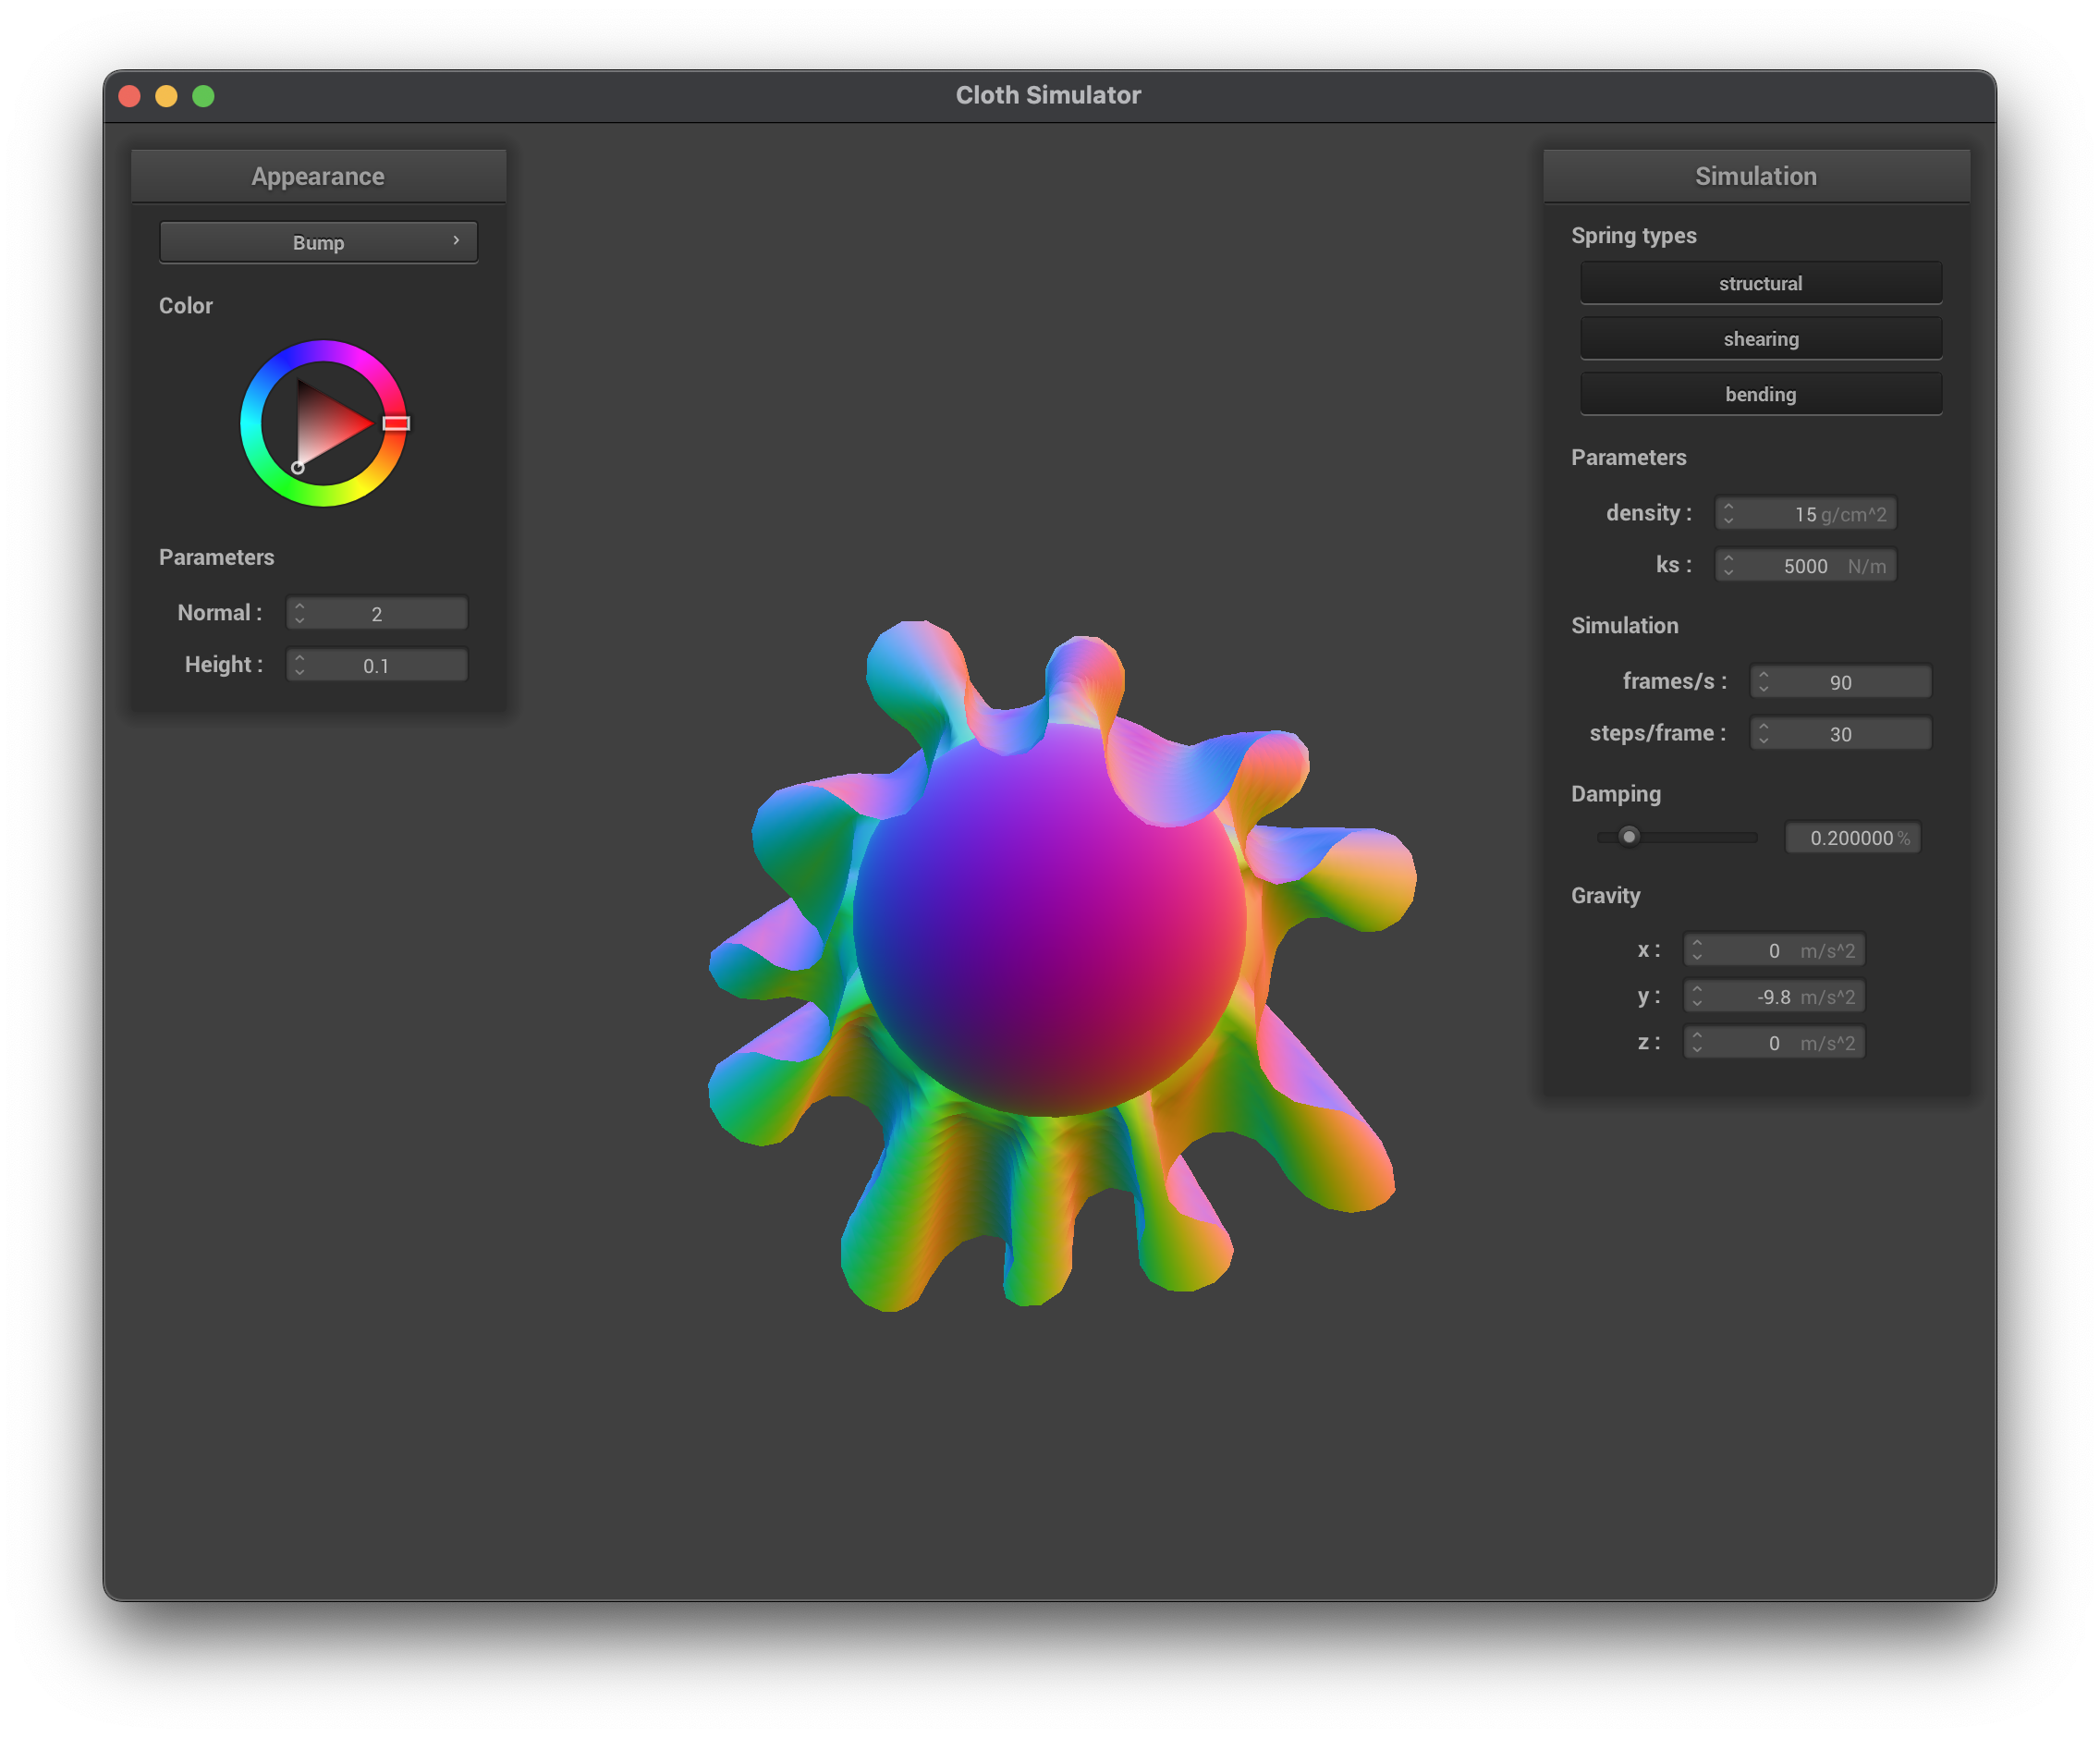 Cloth Simulator
Appearance
Bump
Color
Parameters
Normal : 2
Height : 0.1
Simulation
Spring types
structural
shearing
bending
Parameters
density : 15 g/cm^2
ks : 5000 N/m
Simulation
frames/s : 90
steps/frame : 30
Damping
0.200000 %
Gravity
x : 0 m/s^2
y : -9.8 m/s^2
z : 0 m/s^2